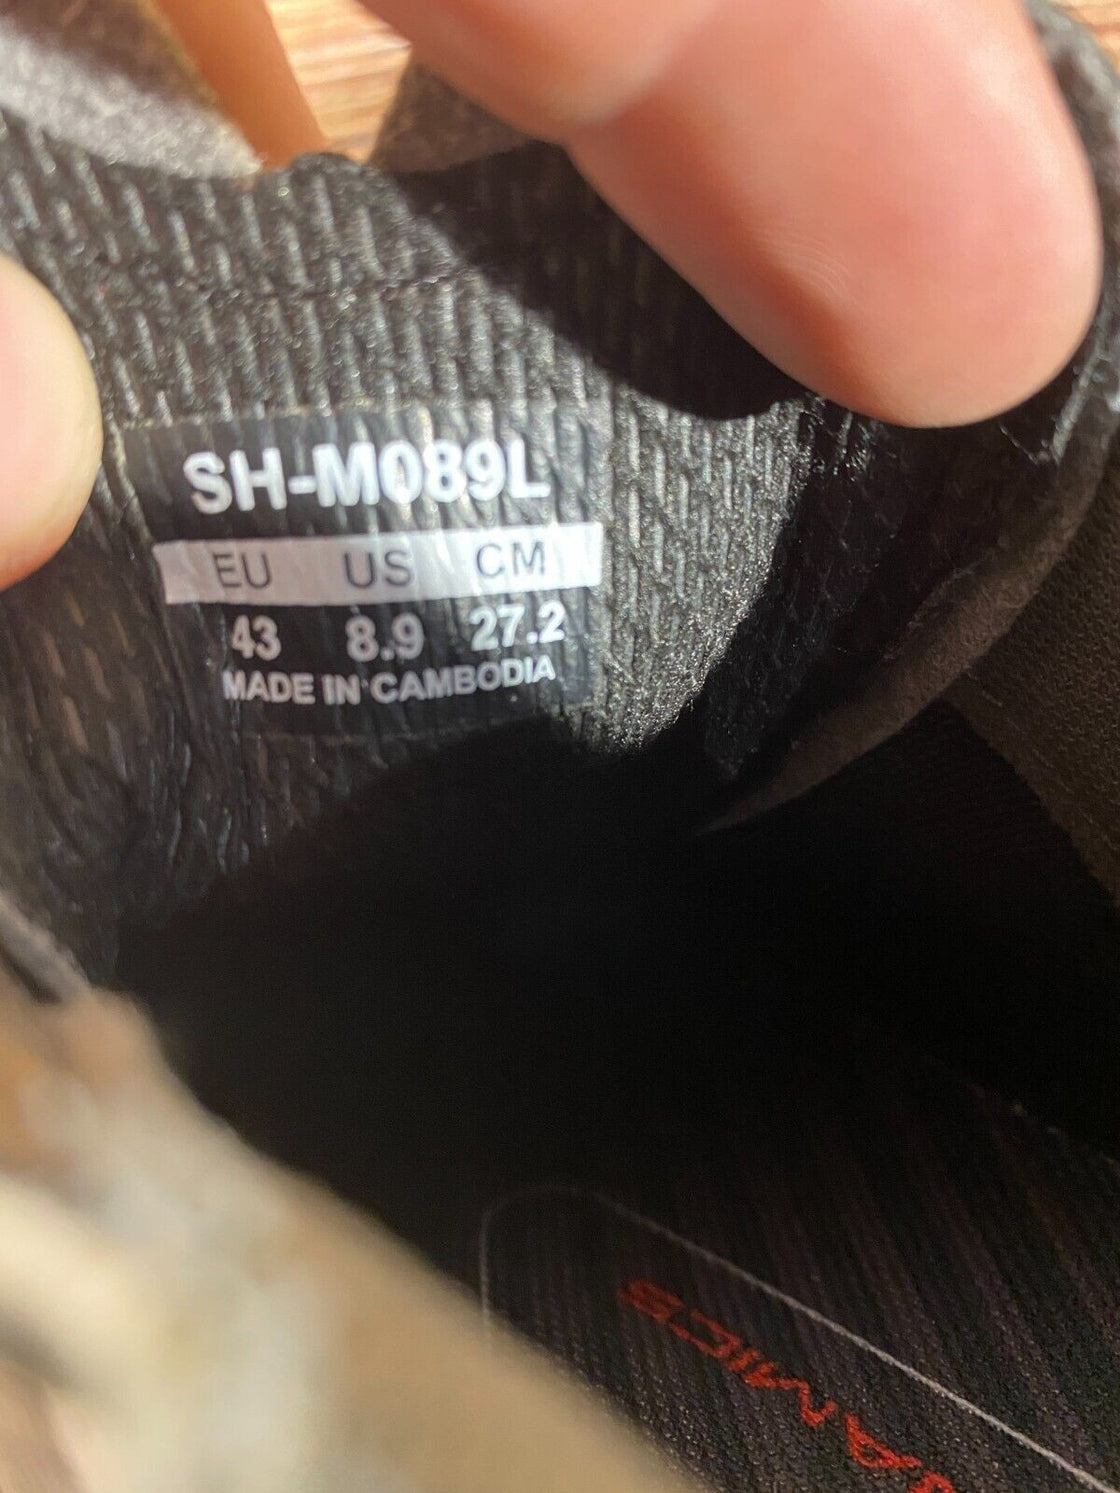 SH-M089L
EU US CM
43 8.9 27.2
MADE IN CAMBODIA